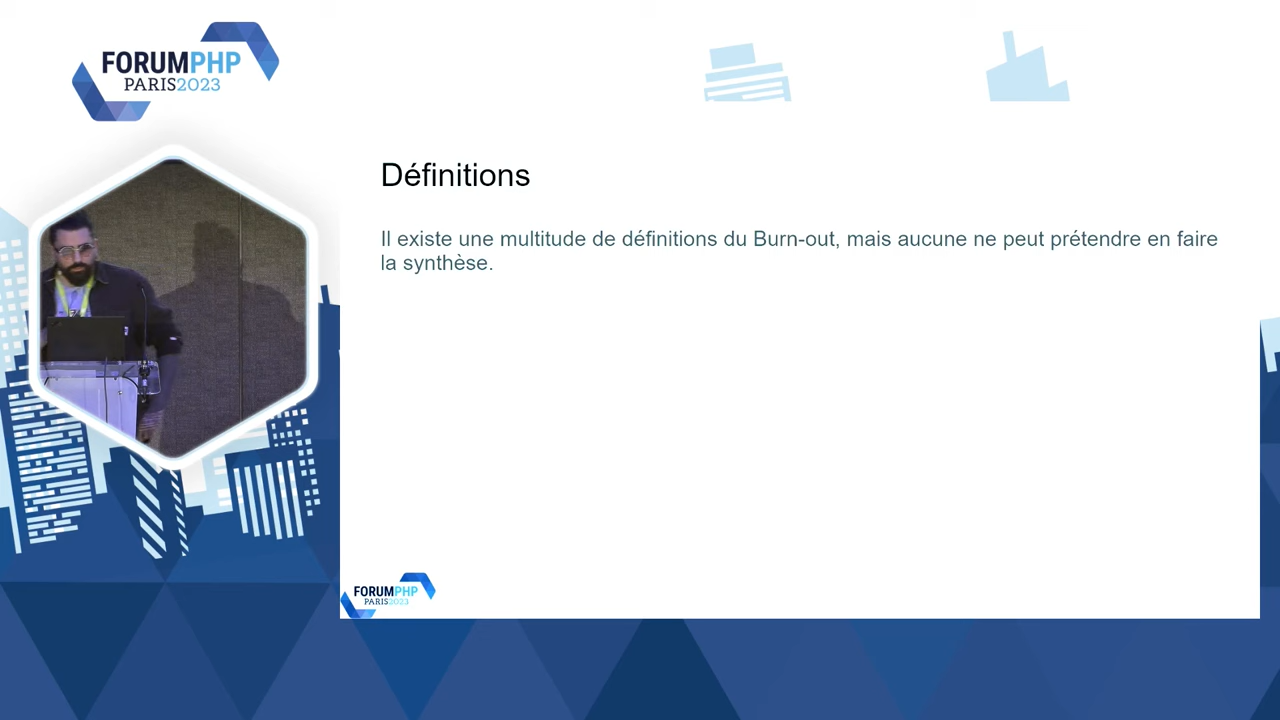 FORUMPHP
PARIS2023
Définitions
Il existe une multitude de définitions du Burn-out, mais aucune ne peut prétendre en faire
la synthèse.
FORUMPHP
PARIS2023